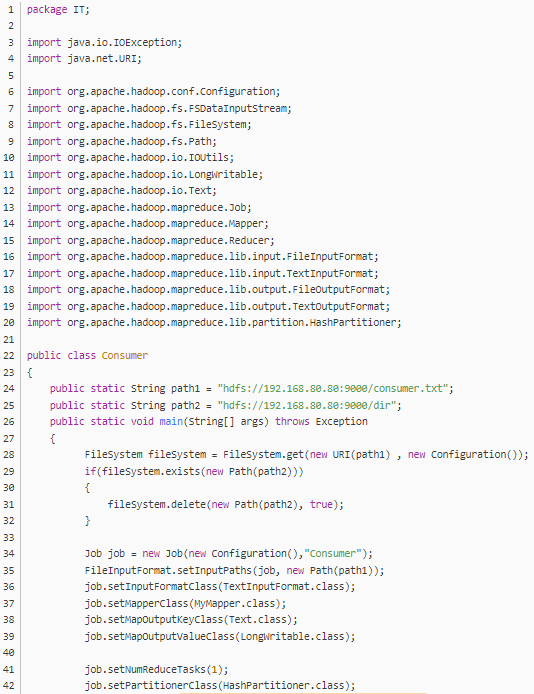 1 package IT;
2
3 import java.io.IOException;
4 import java.net.URI;
5
6 import org.apache.hadoop.conf.Configuration;
7 import org.apache.hadoop.fs.FSDataInputStream;
8 import org.apache.hadoop.fs.FileSystem;
9 import org.apache.hadoop.fs.Path;
10 import org.apache.hadoop.io.IOUtils;
11 import org.apache.hadoop.io.LongWritable;
12 import org.apache.hadoop.io.Text;
13 import org.apache.hadoop.mapreduce.Job;
14 import org.apache.hadoop.mapreduce.Mapper;
15 import org.apache.hadoop.mapreduce.Reducer;
16 import org.apache.hadoop.mapreduce.lib.input.FileInputFormat;
17 import org.apache.hadoop.mapreduce.lib.input.TextInputFormat;
18 import org.apache.hadoop.mapreduce.lib.output.FileOutputFormat;
19 import org.apache.hadoop.mapreduce.lib.output.TextOutputFormat;
20 import org.apache.hadoop.mapreduce.lib.partition.HashPartitioner;
21
22 public class Consumer
23 {
24     public static String path1 = "hdfs://192.168.80.80:9000/consumer.txt";
25     public static String path2 = "hdfs://192.168.80.80:9000/dir";
26     public static void main(String[] args) throws Exception
27     {
28          FileSystem fileSystem = FileSystem.get(new URI(path1) , new Configuration());
29          if(fileSystem.exists(new Path(path2)))
30          {
31              fileSystem.delete(new Path(path2), true);
32          }
33
34          Job job = new Job(new Configuration(),"Consumer");
35          FileInputFormat.setInputPaths(job, new Path(path1));
36          job.setInputFormatClass(TextInputFormat.class);
37          job.setMapperClass(MyMapper.class);
38          job.setMapOutputKeyClass(Text.class);
39          job.setMapOutputValueClass(LongWritable.class);
40
41          job.setNumReduceTasks(1);
42          job.setPartitionerClass(HashPartitioner.class);